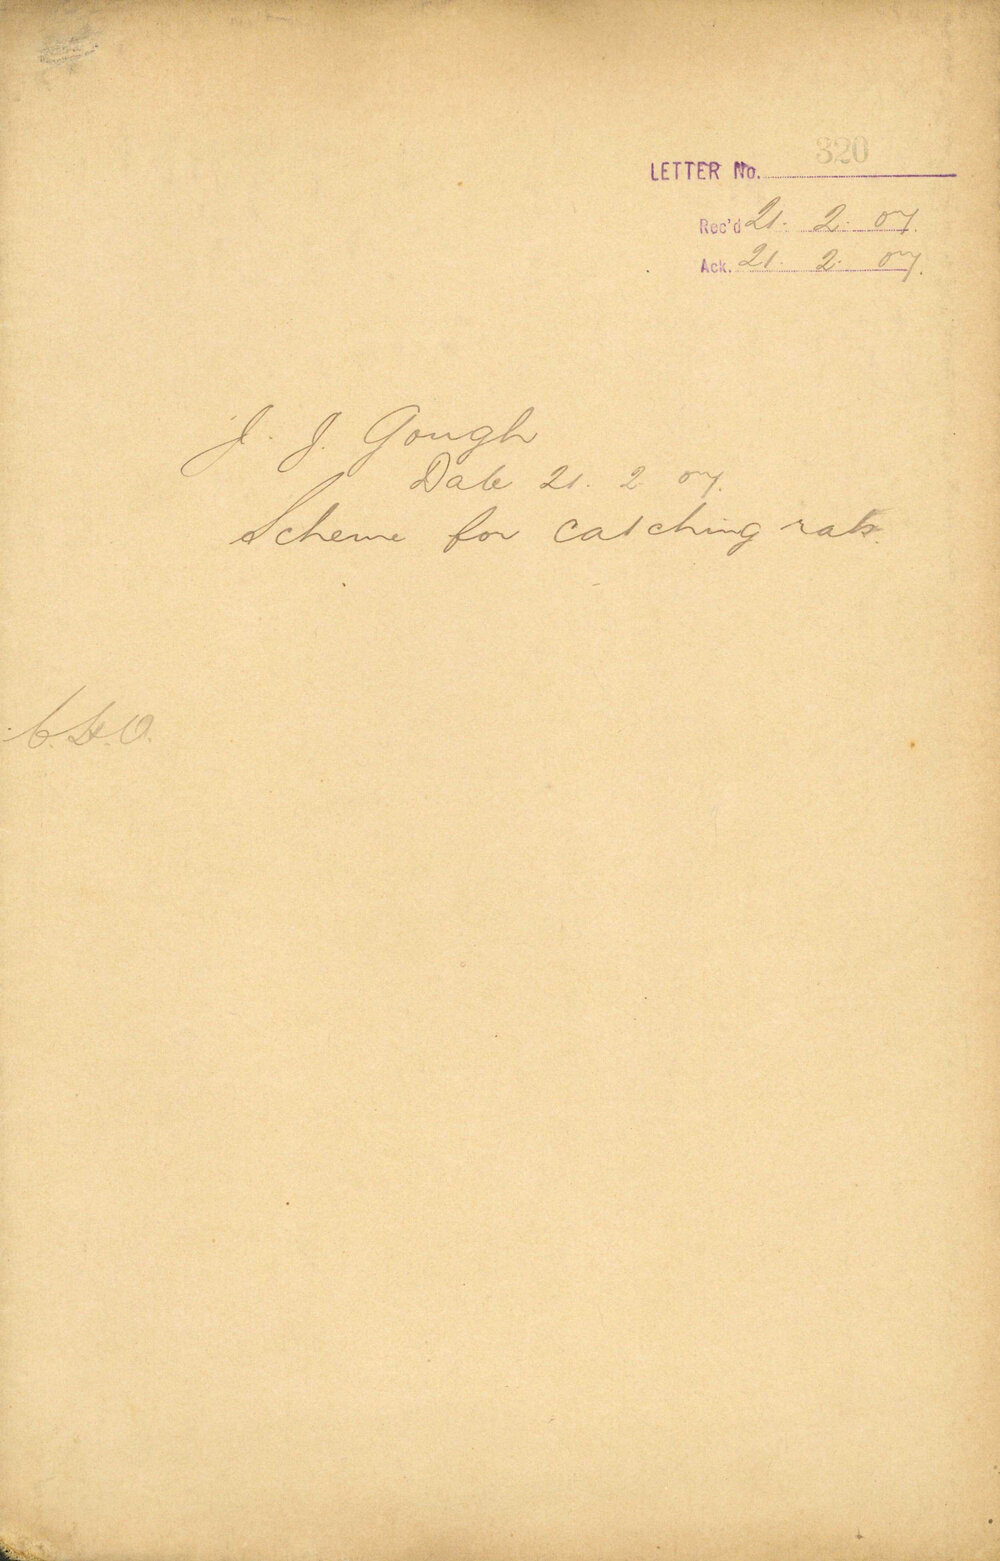 LETTER No. 320
Rec'd 21. 2. 07.
Ack. 21. 2. 07.
J. J. Gough
Date 21. 2 07.
Scheme for catching rats.
C.H.O.